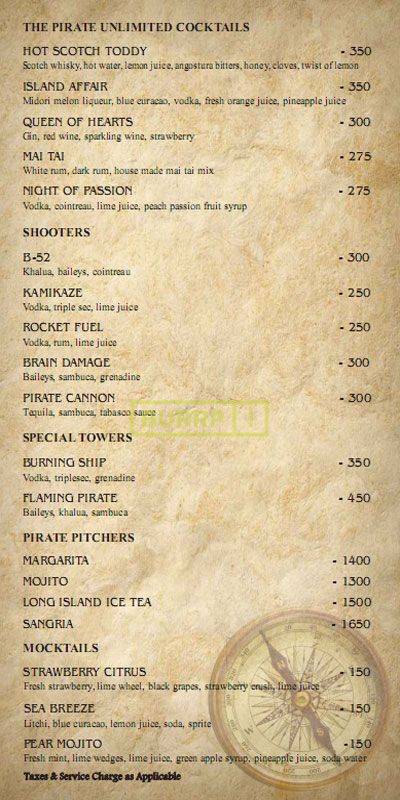 THE PIRATE UNLIMITED COCKTAILS
HOT SCOTCH TODDY - 350
Scotch whisky, hot water, lemon juice, angostura bitters, honey, cloves, twist of lemon
ISLAND AFFAIR - 350
Midori melon liqueur, blue curacao, vodka, fresh orange juice, pineapple juice
QUEEN OF HEARTS - 300
Gin, red wine, sparkling wine, strawberry
MAI TAI - 275
White rum, dark rum, house made mai tai mix
NIGHT OF PASSION - 275
Vodka, cointreau, lime juice, peach passion fruit syrup
SHOOTERS
B-52 - 300
Khalua, baileys, cointreau
KAMIKAZE - 250
Vodka, triple sec, lime juice
ROCKET FUEL - 250
Vodka, rum, lime juice
BRAIN DAMAGE - 300
Baileys, sambuca, grenadine
PIRATE CANNON - 300
Tequila, sambuca, tabasco sauce
SPECIAL TOWERS
BURNING SHIP - 350
Vodka, triplesec, grenadine
FLAMING PIRATE - 450
Baileys, khalua, sambuca
PIRATE PITCHERS
MARGARITA - 1400
MOJITO - 1300
LONG ISLAND ICE TEA - 1500
SANGRIA - 1650
MOCKTAILS
STRAWBERRY CITRUS - 150
Fresh strawberry, lime wheel, black grapes, strawberry crush, lime juice
SEA BREEZE - 150
Litchi, blue curacao, lemon juice, soda, sprite
PEAR MOJITO -150
Fresh mint, lime wedges, lime juice, green apple syrup, pineapple juice, soda water
Taxes & Service Charge as Applicable